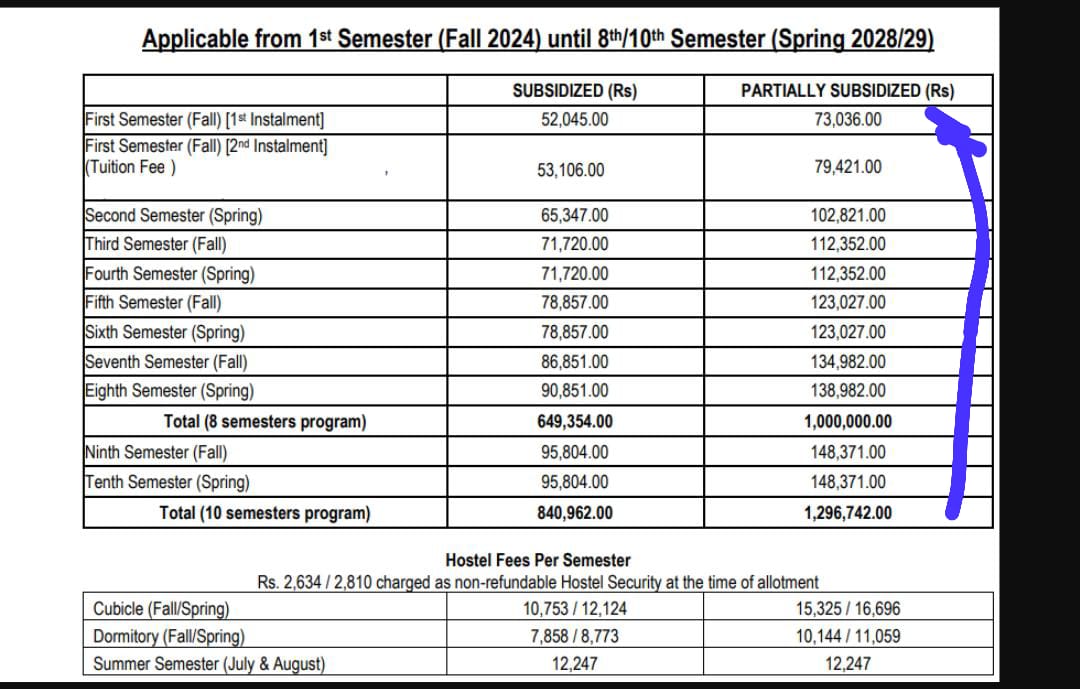 Applicable from 1st Semester (Fall 2024) until 8th/10th Semester (Spring 2028/29)
SUBSIDIZED (Rs) PARTIALLY SUBSIDIZED (Rs)
First Semester (Fall) [1st Instalment] 52,045.00 73,036.00
First Semester (Fall) [2nd Instalment]
(Tuition Fee ) , 53,106.00 79,421.00
Second Semester (Spring) 65,347.00 102,821.00
Third Semester (Fall) 71,720.00 112,352.00
Fourth Semester (Spring) 71,720.00 112,352.00
Fifth Semester (Fall) 78,857.00 123,027.00
Sixth Semester (Spring) 78,857.00 123,027.00
Seventh Semester (Fall) 86,851.00 134,982.00
Eighth Semester (Spring) 90,851.00 138,982.00
Total (8 semesters program) 649,354.00 1,000,000.00
Ninth Semester (Fall) 95,804.00 148,371.00
Tenth Semester (Spring) 95,804.00 148,371.00
Total (10 semesters program) 840,962.00 1,296,742.00
Hostel Fees Per Semester
Rs. 2,634 / 2,810 charged as non-refundable Hostel Security at the time of allotment
Cubicle (Fall/Spring) 10,753 / 12,124 15,325 / 16,696
Dormitory (Fall/Spring) 7,858 / 8,773 10,144 / 11,059
Summer Semester (July & August) 12,247 12,247